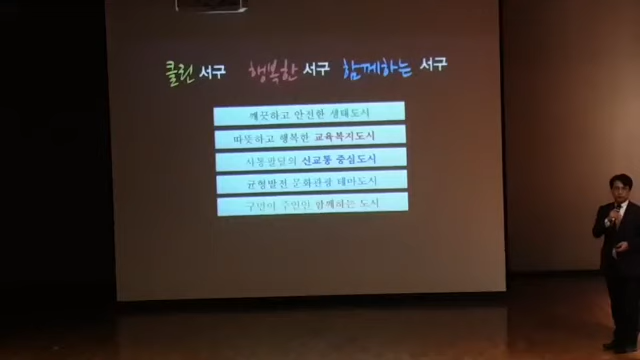 클린 서구 행복한 서구 함께하는 서구
깨끗하고 안전한 생태도시
따뜻하고 행복한 교육복지도시
사통팔달의 신교통 중심도시
균형발전 문화관광 테마도시
구민이 주인인 함께하는 도시